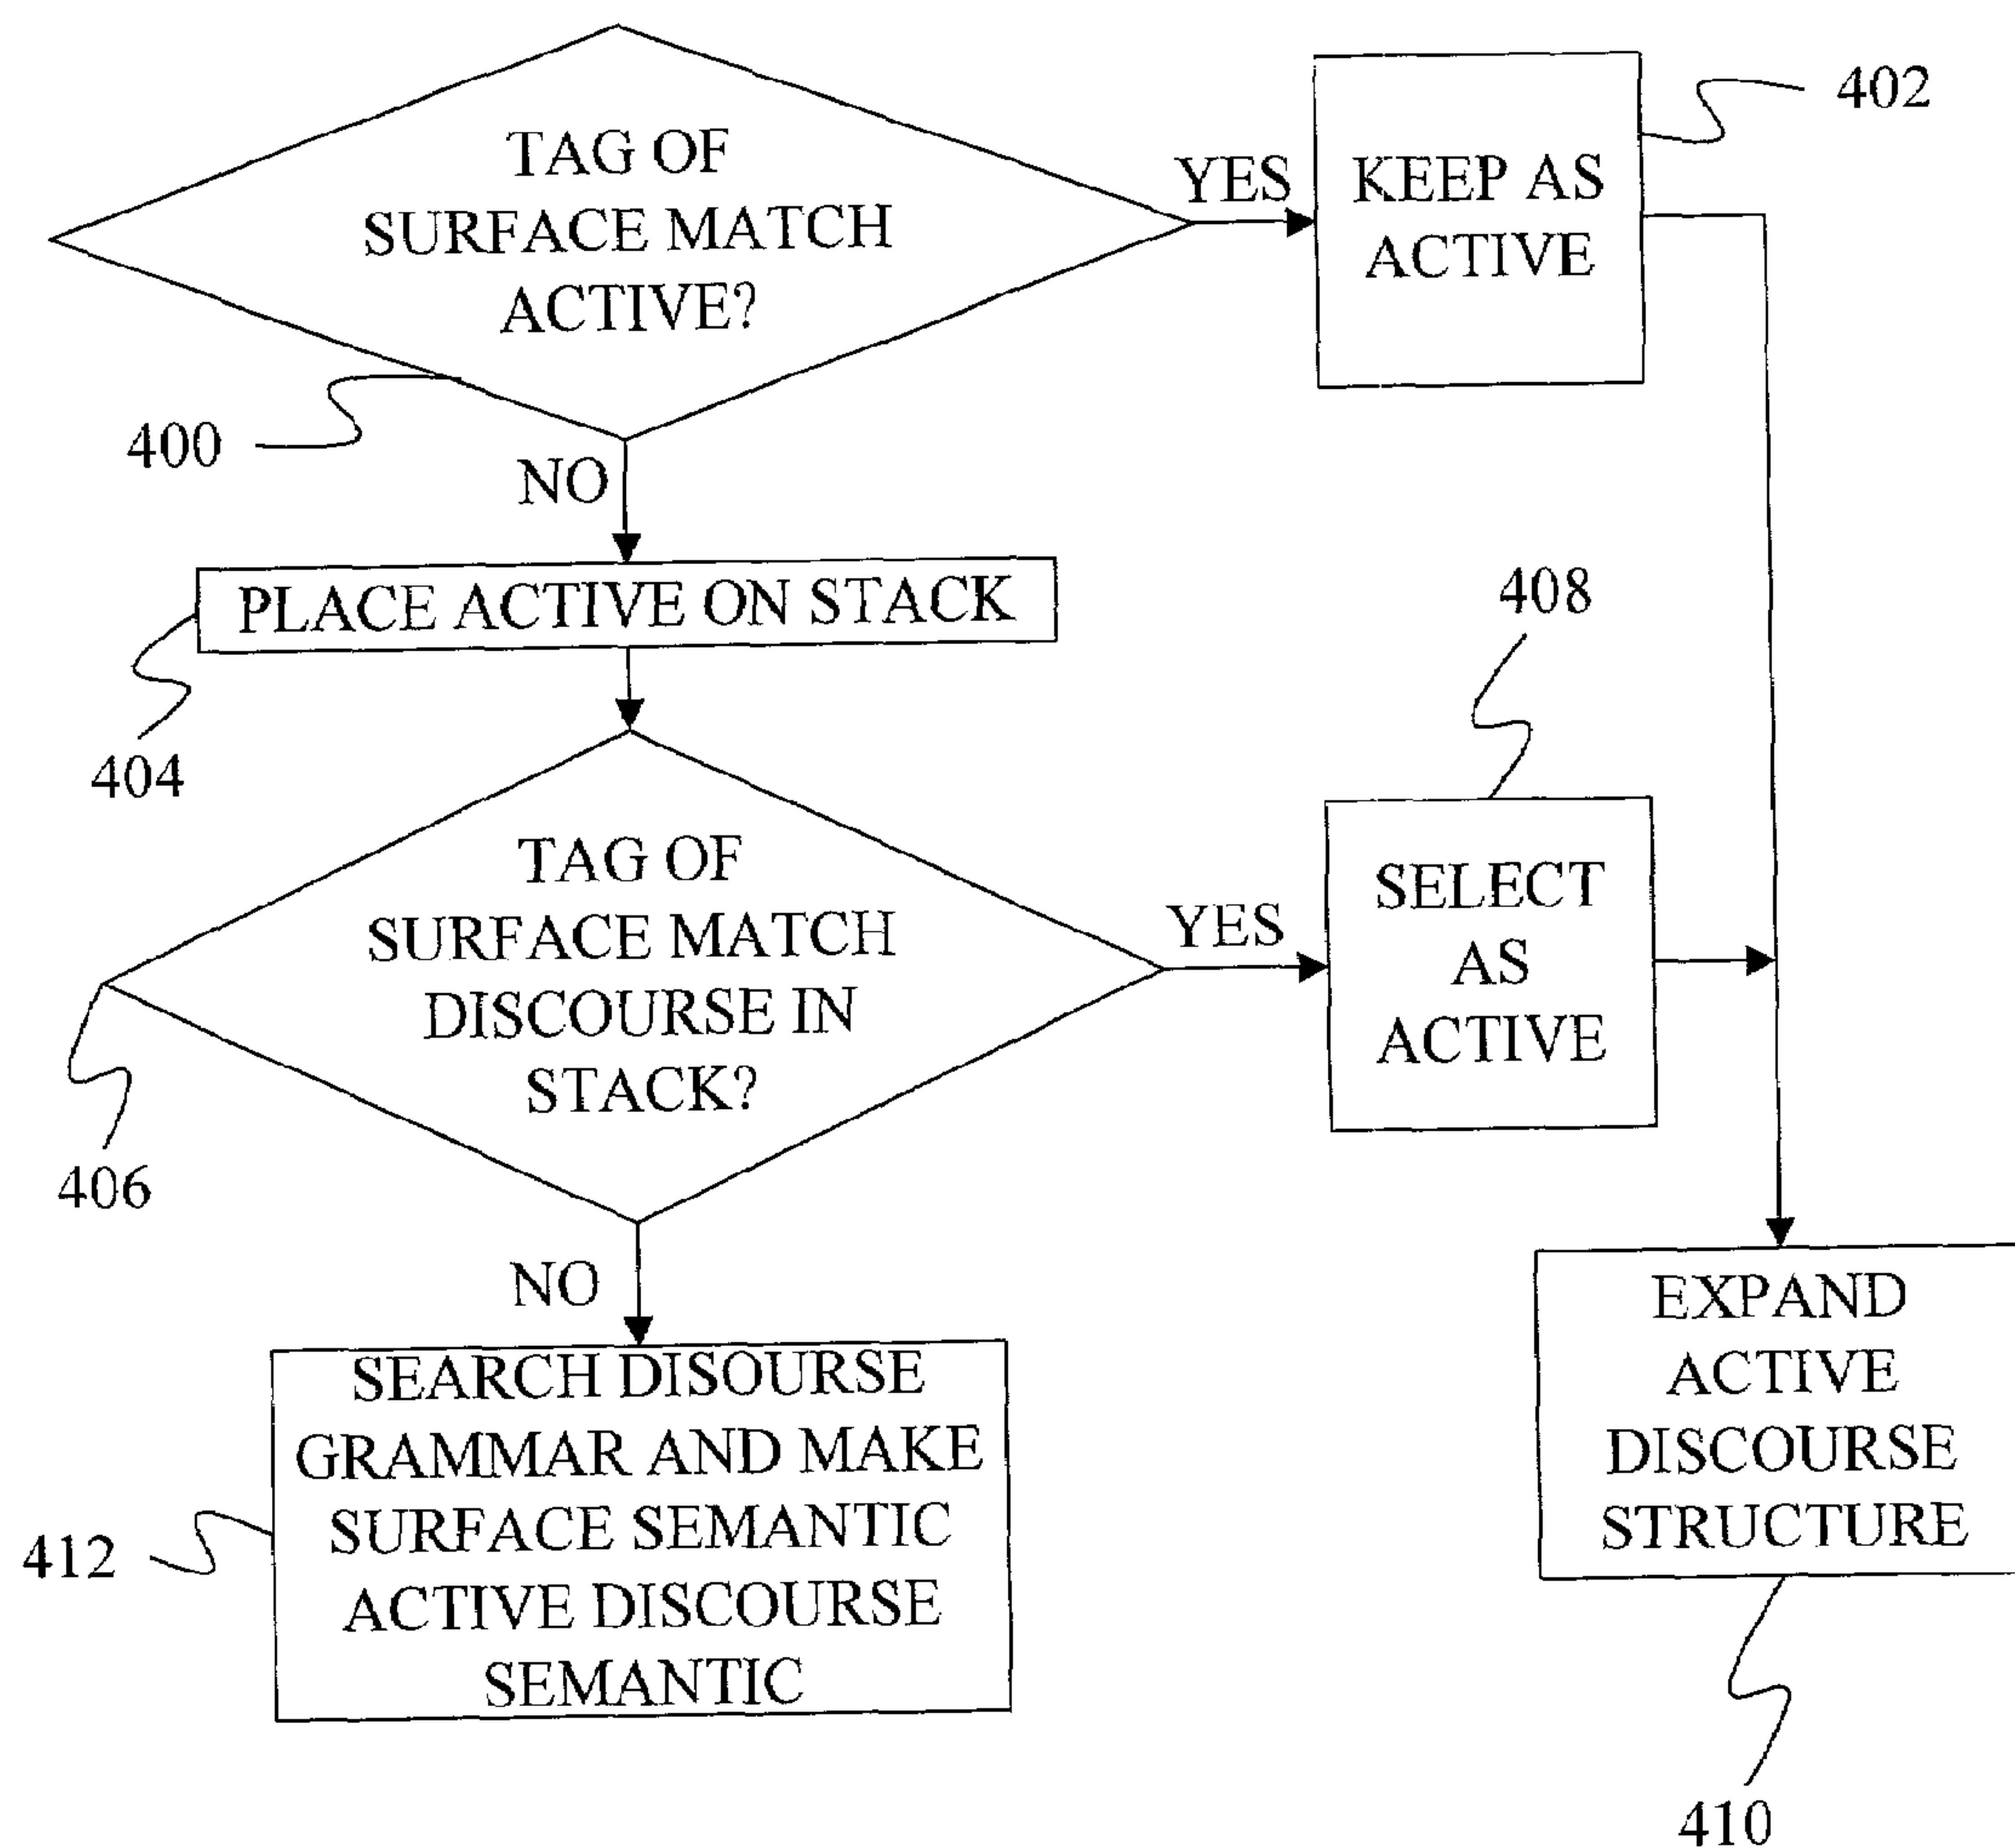 TAG OF
SURFACE MATCH
ACTIVE?
YES
KEEP AS
ACTIVE
402
400
NO
PLACE ACTIVE ON STACK
404
408
TAG OF
SURFACE MATCH
DISCOURSE IN
STACK?
YES
SELECT
AS
ACTIVE
406
NO
EXPAND
ACTIVE
DISCOURSE
STRUCTURE
SEARCH DISOURSE
GRAMMAR AND MAKE
SURFACE SEMANTIC
ACTIVE DISCOURSE
SEMANTIC
412
410